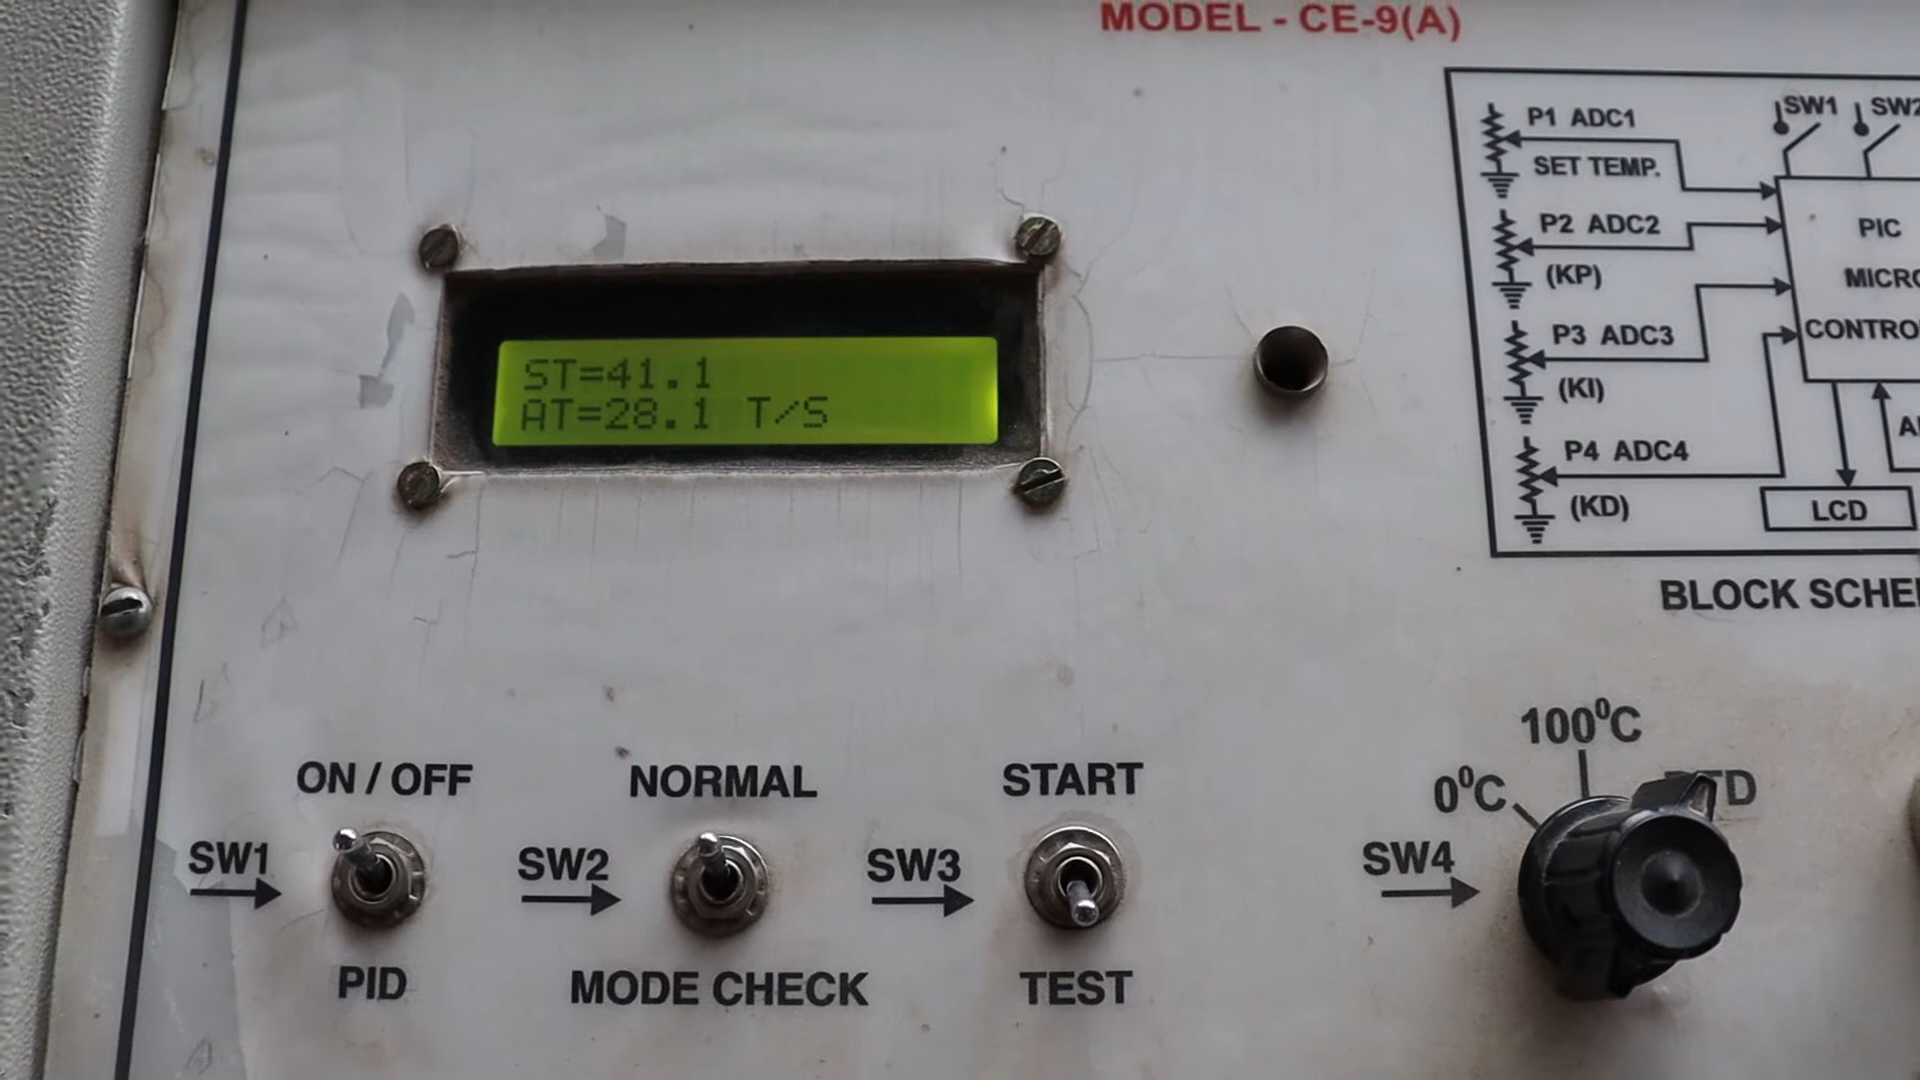 MODEL - CE-9(A)
ST=41.1
AT=28.1 T/S
P1 ADC1
SET TEMP.
P2 ADC2
(KP)
P3 ADC3
(KI)
P4 ADC4
(KD)
SW1
SW2
PIC
LCD
BLOCK
ON / OFF
SW1
PID
NORMAL
SW2
MODE CHECK
START
SW3
TEST
0⁰C
100⁰C
SW4